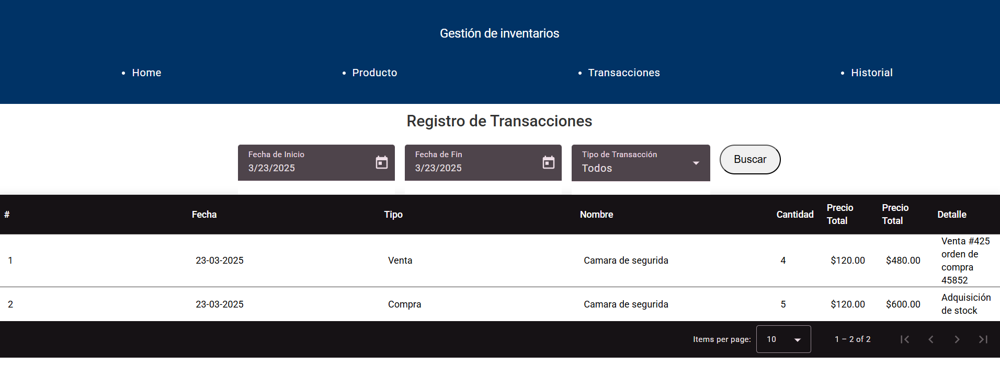 Gestión de inventarios
Home
Producto
Transacciones
Historial
Registro de Transacciones
Fecha de Inicio
3/23/2025
Fecha de Fin
3/23/2025
Tipo de Transacción
Todos
Buscar
# Fecha Tipo Nombre Cantidad Precio Total Precio Total Detalle
1 23-03-2025 Venta Camara de segurida 4 $120.00 $480.00 Venta #425
orden de
compra
45852
2 23-03-2025 Compra Camara de segurida 5 $120.00 $600.00 Adquisición
de stock
Items per page: 10 1 – 2 of 2